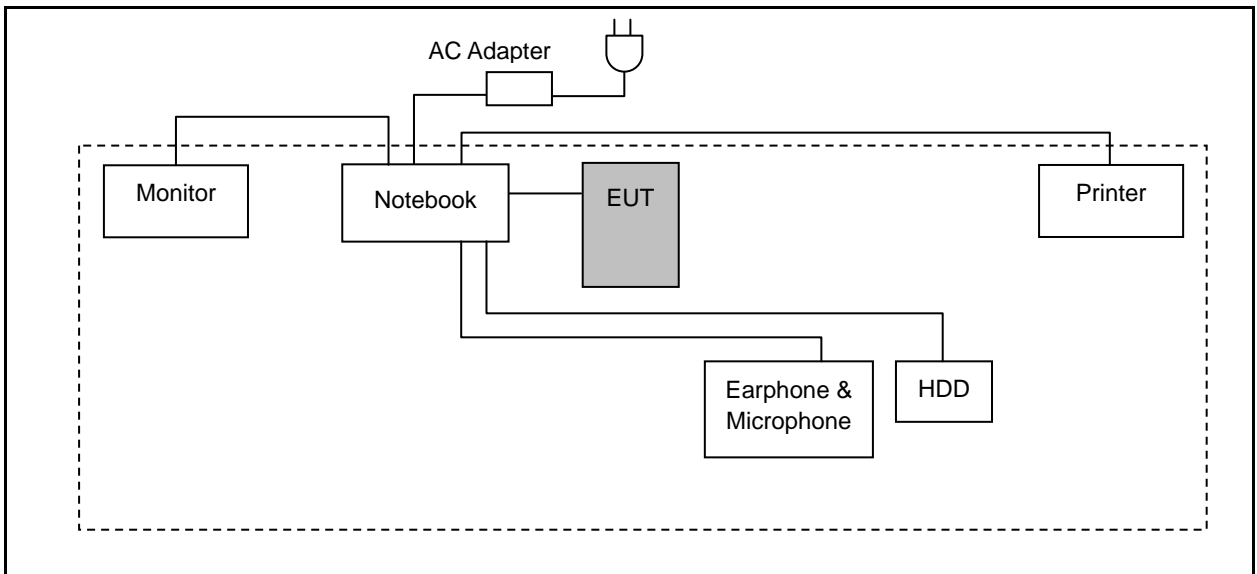 AC Adapter
Monitor
Notebook
EUT
Printer
Earphone &
Microphone
HDD